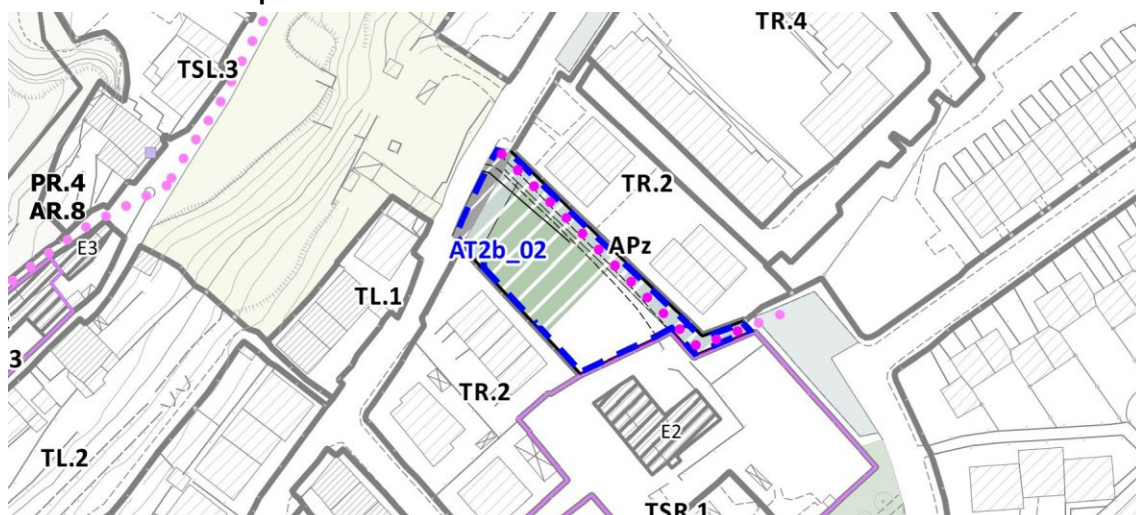 TR.4
TSL.3
PR.4
AR.8
TR.2
E3
AT2b_02
APz
TL.1
3
TR.2
E2
TL.2
TSR.1